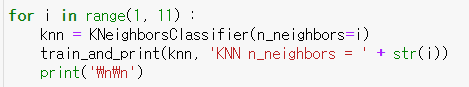 for i in range(1, 11) :
    knn = KNeighborsClassifier(n_neighbors=i)
    train_and_print(knn, 'KNN n_neighbors = ' + str(i))
    print('₩n₩n')